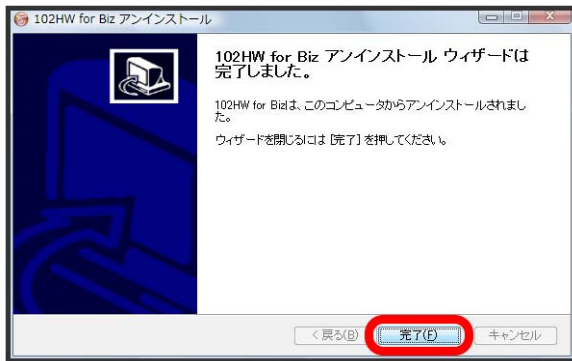 102HW for Biz アンインストール
102HW for Biz アンインストール ウィザードは
完了しました。
102HW for Bizは、このコンピュータからアンインストールされまし
た。
ウィザードを閉じるには [完了] を押してください。
< 戻る(B)
完了(F)
キャンセル